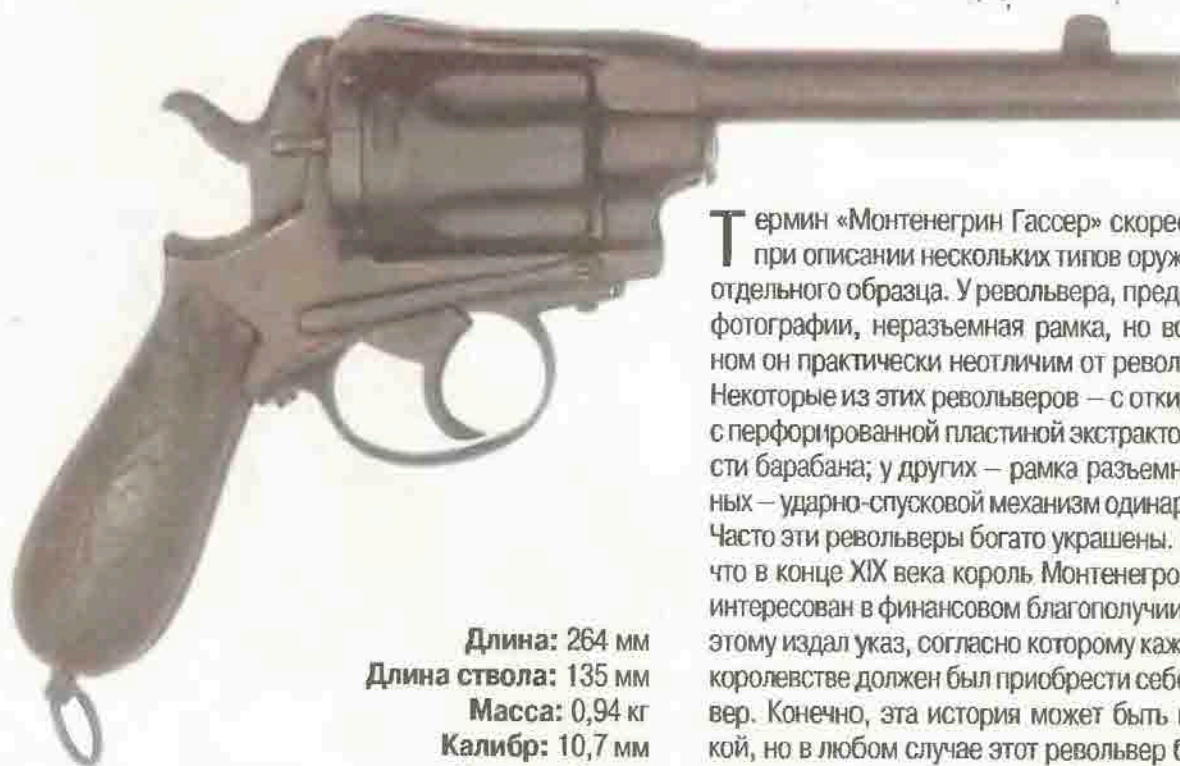 Термин «Монтенегрин Гассер» скорее
при описании нескольких типов оруж
отдельного образца. У револьвера, пред
фотографии, неразъемная рамка, но во
ном он практически неотличим от револ
Некоторые из этих револьверов – с отки
с перфорированной пластиной экстракто
сти барабана; у других – рамка разъемн
ных – ударно-спусковой механизм одинар
Часто эти револьверы богато украшены.
что в конце XIX века король Монтенегро
интересован в финансовом благополучии
этому издал указ, согласно которому каж
королевстве должен был приобрести себе
вер. Конечно, эта история может быть
кой, но в любом случае этот револьвер б
Длина: 264 мм
Длина ствола: 135 мм
Масса: 0,94 кг
Калибр: 10,7 мм